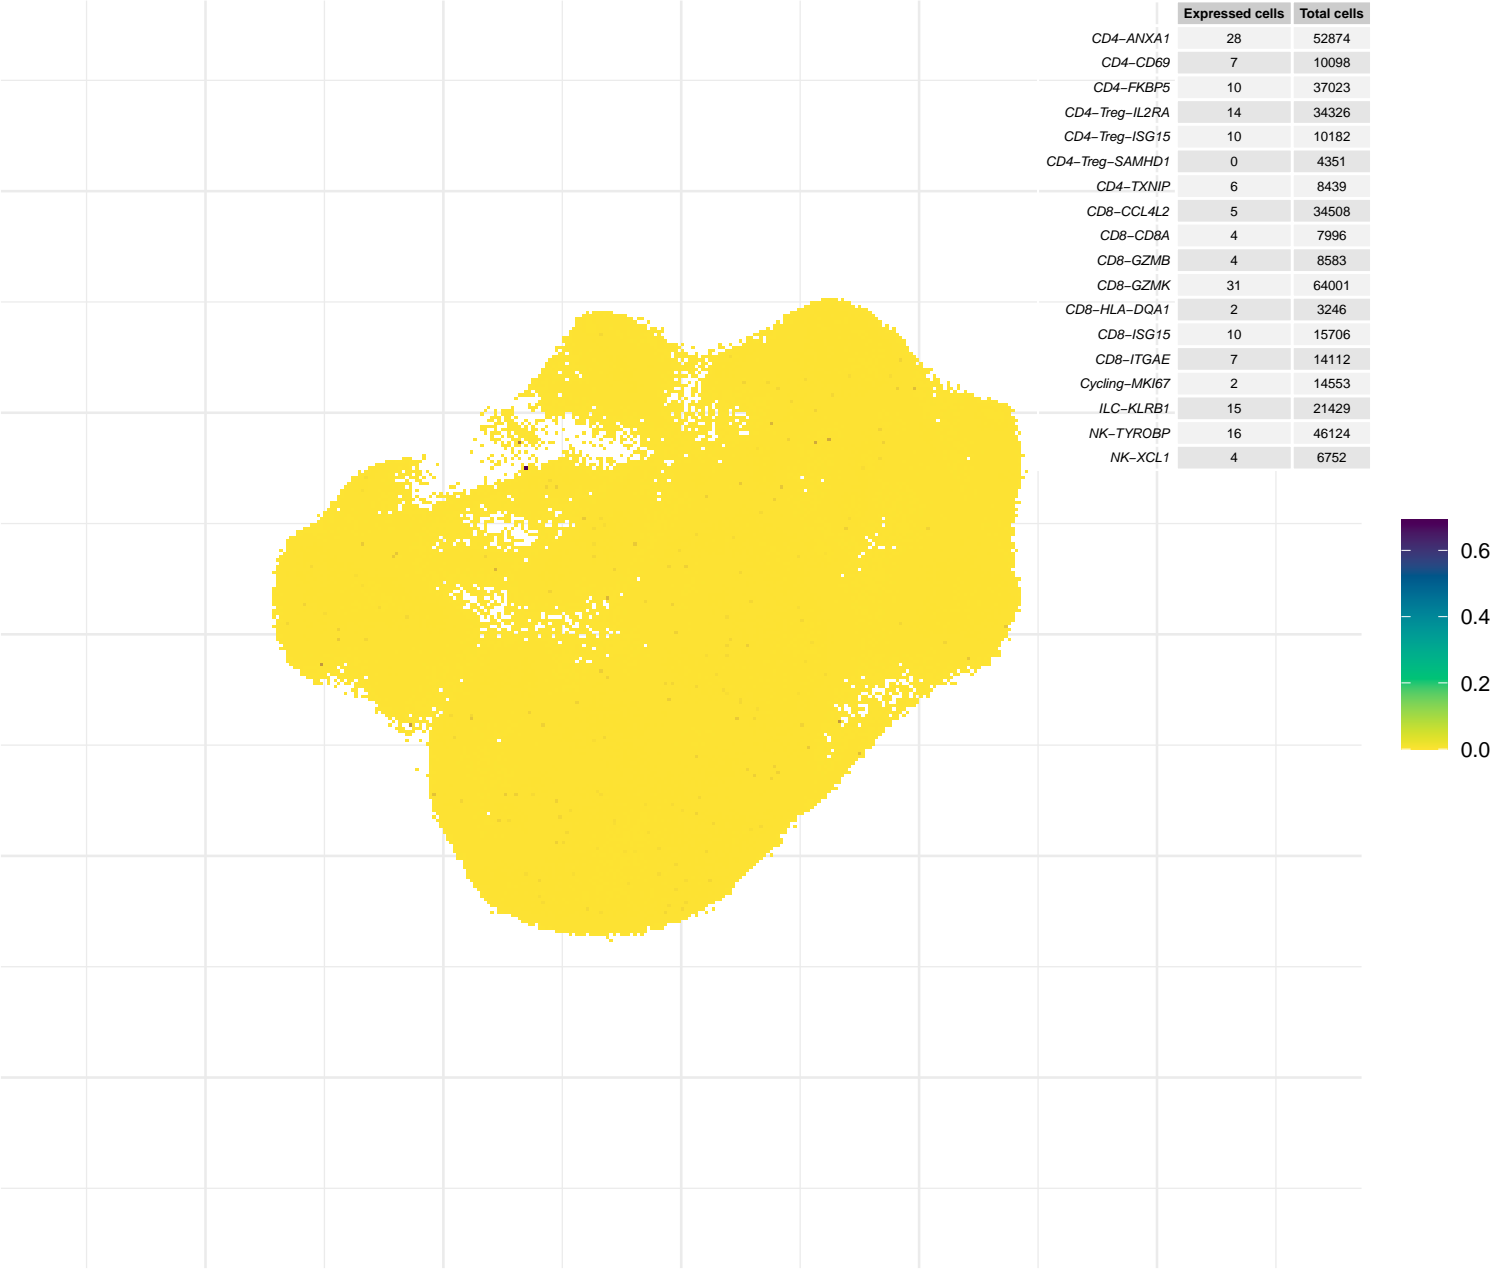 Expressed cells Total cells
CD4−ANXA1 28 52874
CD4−CD69 7 10098
CD4−FKBP5 10 37023
CD4−Treg−IL2RA 14 34326
CD4−Treg−ISG15 10 10182
CD4−Treg−SAMHD1 0 4351
CD4−TXNIP 6 8439
CD8−CCL4L2 5 34508
CD8−CD8A 4 7996
CD8−GZMB 4 8583
CD8−GZMK 31 64001
CD8−HLA−DQA1 2 3246
CD8−ISG15 10 15706
CD8−ITGAE 7 14112
Cycling−MKI67 2 14553
ILC−KLRB1 15 21429
NK−TYROBP 16 46124
NK−XCL1 4 6752
0.6
0.4
0.2
0.0